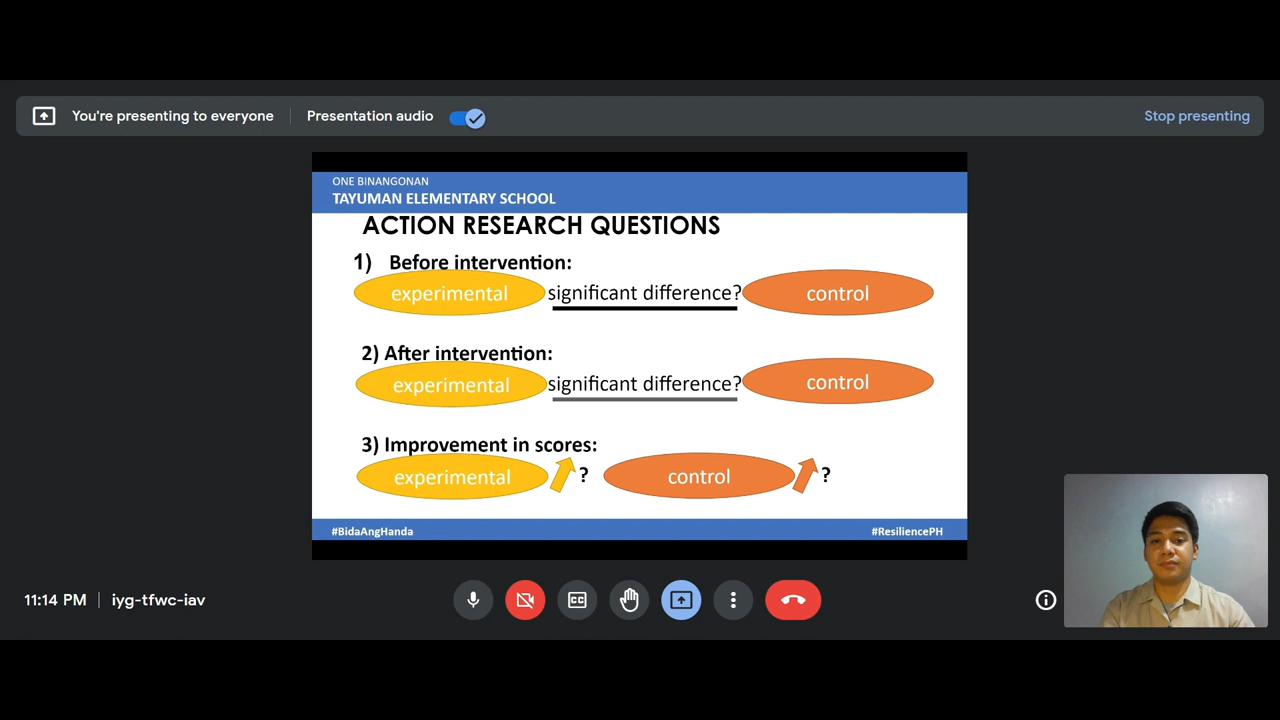 You're presenting to everyone
Presentation audio
Stop presenting
ONE BINANGONAN
TAYUMAN ELEMENTARY SCHOOL
ACTION RESEARCH QUESTIONS
1) Before intervention:
experimental significant difference? control
2) After intervention:
experimental significant difference? control
3) Improvement in scores:
experimental ? control ?
#BidaAngHanda
#ResiliencePH
11:14 PM | iyg-tfwc-iav
CC